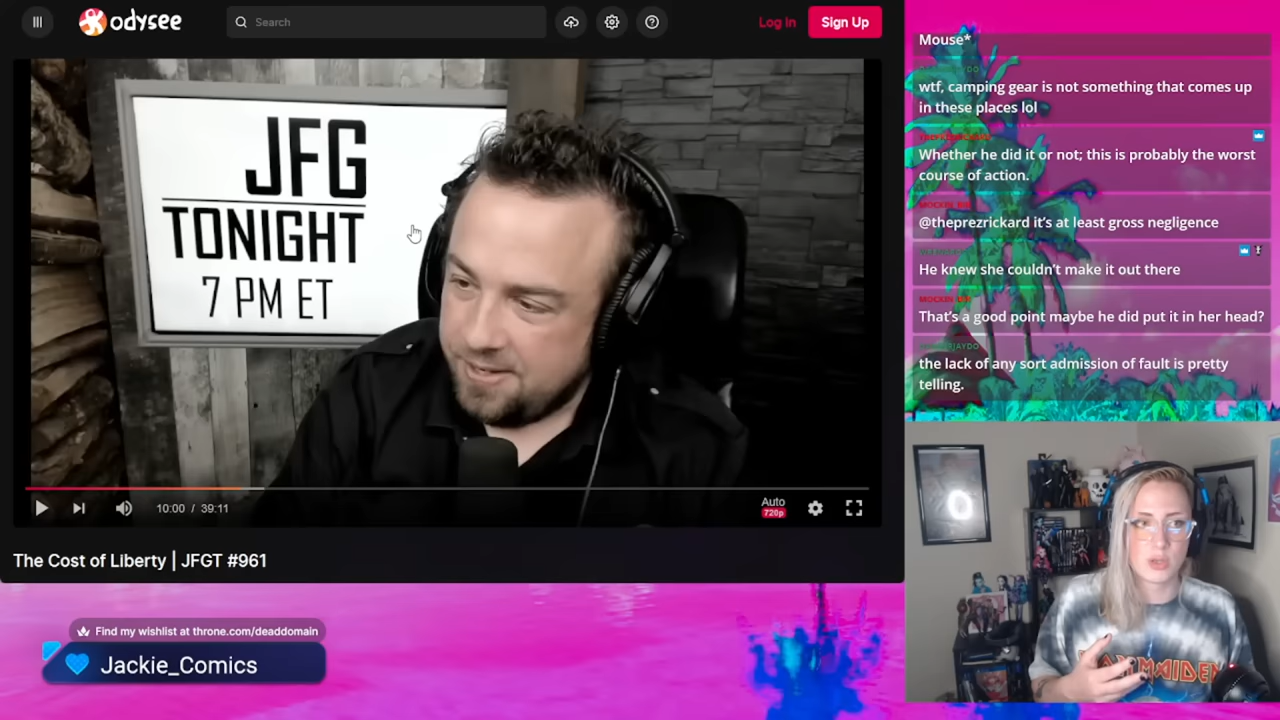 odysee
Search
Log In
Sign Up
JFG
TONIGHT
7 PM ET
10:00 / 39:11
Auto
720p
The Cost of Liberty | JFGT #961
Find my wishlist at throne.com/deaddomain
Jackie_Comics
Mouse*
wtf, camping gear is not something that comes up
in these places lol
Whether he did it or not; this is probably the worst
course of action.
@theprezrickard it's at least gross negligence
He knew she couldn't make it out there
That's a good point maybe he did put it in her head?
the lack of any sort admission of fault is pretty
telling.
IRON MAIDEN